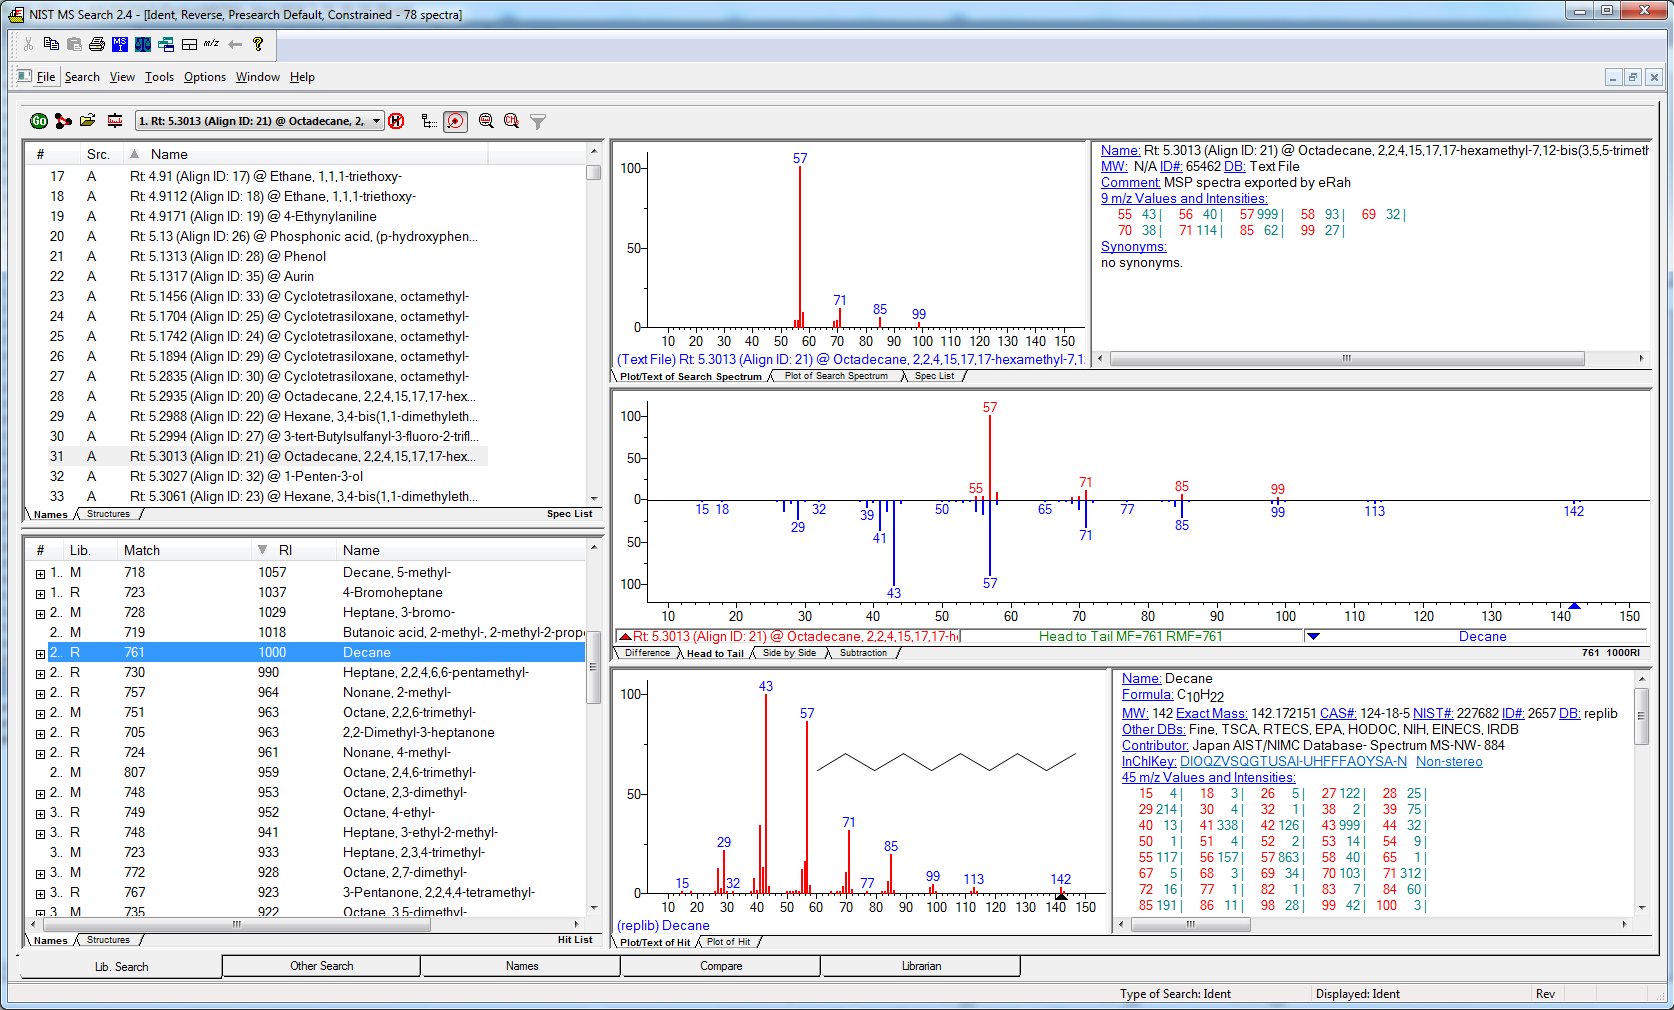 NIST MS Search 2.4 - [Ident, Reverse, Presearch Default, Constrained - 78 spectra]
File Search View Tools Options Window Help
1. Rt: 5.3013 (Align ID: 21) @ Octadecane, 2,
# Src. Name
17 A Rt: 4.91 (Align ID: 17) @ Ethane, 1,1,1-triethoxy-
18 A Rt: 4.9112 (Align ID: 18) @ Ethane, 1,1,1-triethoxy-
19 A Rt: 4.9171 (Align ID: 19) @ 4-Ethynylaniline
20 A Rt: 5.13 (Align ID: 26) @ Phosphonic acid, (p-hydroxyphen...
21 A Rt: 5.1313 (Align ID: 28) @ Phenol
22 A Rt: 5.1317 (Align ID: 35) @ Aurin
23 A Rt: 5.1456 (Align ID: 33) @ Cyclotetrasiloxane, octamethyl-
24 A Rt: 5.1704 (Align ID: 25) @ Cyclotetrasiloxane, octamethyl-
25 A Rt: 5.1742 (Align ID: 24) @ Cyclotetrasiloxane, octamethyl-
26 A Rt: 5.1894 (Align ID: 29) @ Cyclotetrasiloxane, octamethyl-
27 A Rt: 5.2835 (Align ID: 30) @ Cyclotetrasiloxane, octamethyl-
28 A Rt: 5.2935 (Align ID: 20) @ Octadecane, 2,2,4,15,17,17-hex...
29 A Rt: 5.2988 (Align ID: 22) @ Hexane, 3,4-bis(1,1-dimethyleth...
30 A Rt: 5.2994 (Align ID: 27) @ 3-tert-Butylsulfanyl-3-fluoro-2-trifl...
31 A Rt: 5.3013 (Align ID: 21) @ Octadecane, 2,2,4,15,17,17-hex...
32 A Rt: 5.3027 (Align ID: 32) @ 1-Penten-3-ol
33 A Rt: 5.3061 (Align ID: 23) @ Hexane, 3,4-bis(1,1-dimethyleth...
Names Structures Spec List
# Lib. Match RI Name
1.. M 718 1057 Decane, 5-methyl-
1.. R 723 1037 4-Bromoheptane
2.. M 728 1029 Heptane, 3-bromo-
2.. M 719 1018 Butanoic acid, 2-methyl-, 2-methyl-2-prop
2.. R 761 1000 Decane
2.. R 730 990 Heptane, 2,2,4,6,6-pentamethyl-
2.. R 757 964 Nonane, 2-methyl-
2.. M 751 963 Octane, 2,2,6-trimethyl-
2.. R 705 963 2,2-Dimethyl-3-heptanone
2.. R 724 961 Nonane, 4-methyl-
2.. M 807 959 Octane, 2,4,6-trimethyl-
2.. M 748 953 Octane, 2,3-dimethyl-
3.. R 749 952 Octane, 4-ethyl-
3.. R 748 941 Heptane, 3-ethyl-2-methyl-
3.. M 723 933 Heptane, 2,3,4-trimethyl-
3.. M 772 928 Octane, 2,7-dimethyl-
3.. R 767 923 3-Pentanone, 2,2,4,4-tetramethyl-
3 M 735 922 Octane, 3,5-dimethyl-
Names Structures Hit List
100
50
0
57
71
85
99
10 20 30 40 50 60 70 80 90 100 110 120 130 140 150
(Text File) Rt: 5.3013 (Align ID: 21) @ Octadecane, 2,2,4,15,17,17-hexamethyl-7,1
Plot/Text of Search Spectrum Plot of Search Spectrum Spec List
Name: Rt: 5.3013 (Align ID: 21) @ Octadecane, 2,2,4,15,17,17-hexamethyl-7,12-bis(3,5,5-trimeth
MW: N/A ID#: 65462 DB: Text File
Comment: MSP spectra exported by eRah
9 m/z Values and Intensities:
55 43 | 56 40 | 57 999 | 58 93 | 69 32 |
70 38 | 71 114 | 85 62 | 99 27 |
Synonyms:
no synonyms.
100
50
0
50
100
57
55 71 85 99
15 18 29 32 39 41 43 50 57 65 71 77 85 99 113 142
10 20 30 40 50 60 70 80 90 100 110 120 130 140 150
Rt: 5.3013 (Align ID: 21) @ Octadecane, 2,2,4,15,17,17-h Head to Tail MF=761 RMF=761 Decane
Difference Head to Tail Side by Side Subtraction 761 1000RI
100
50
0
43
57
29
71
85
15 32 77 99 113 142
10 20 30 40 50 60 70 80 90 100 110 120 130 140 150
(replib) Decane
Plot/Text of Hit Plot of Hit
Name: Decane
Formula: C10H22
MW: 142 Exact Mass: 142.172151 CAS#: 124-18-5 NIST#: 227682 ID#: 2657 DB: replib
Other DBs: Fine, TSCA, RTECS, EPA, HODOC, NIH, EINECS, IRDB
Contributor: Japan AIST/NIMC Database- Spectrum MS-NW- 884
InChIKey: DIOQZVSQGTUSAI-UHFFFAOYSA-N Non-stereo
45 m/z Values and Intensities:
15 4 | 18 3 | 26 5 | 27 122 | 28 25 |
29 214 | 30 4 | 32 1 | 38 2 | 39 75 |
40 13 | 41 338 | 42 126 | 43 999 | 44 32 |
50 1 | 51 4 | 52 2 | 53 14 | 54 9 |
55 117 | 56 157 | 57 863 | 58 40 | 65 1 |
67 5 | 68 3 | 69 34 | 70 103 | 71 312 |
72 16 | 77 1 | 82 1 | 83 7 | 84 60 |
85 191 | 86 11 | 98 28 | 99 42 | 100 3 |
Lib. Search Other Search Names Compare Librarian
Type of Search: Ident Displayed: Ident Rev